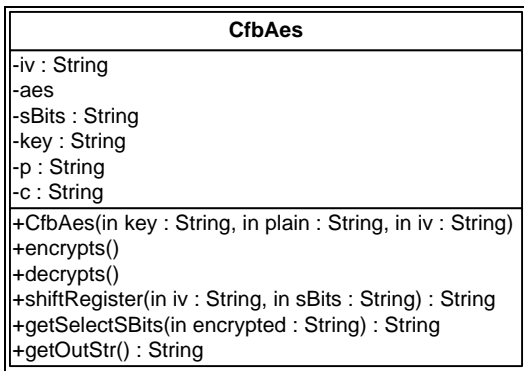 CfbAes
-iv : String
-aes
-sBits : String
-key : String
-p : String
-c : String
+CfbAes(in key : String, in plain : String, in iv : String)
+encrypts()
+decrypts()
+shiftRegister(in iv : String, in sBits : String) : String
+getSelectSBits(in encrypted : String) : String
+getOutStr() : String